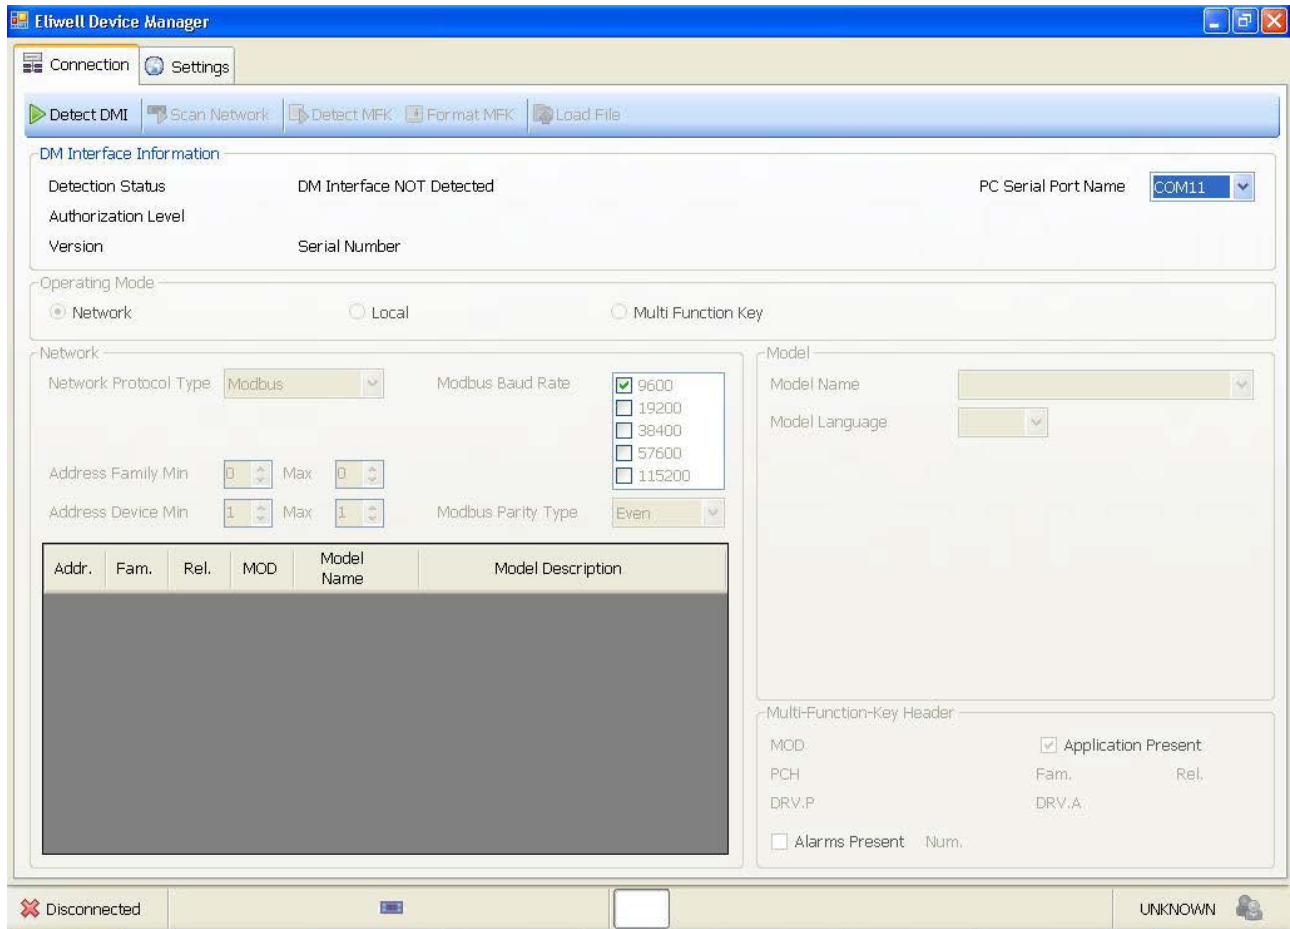 Eliwell Device Manager
Connection Settings
Detect DMI Scan Network Detect MFK Format MFK Load File
DM Interface Information
Detection Status DM Interface NOT Detected PC Serial Port Name COM11
Authorization Level
Version Serial Number
Operating Mode
Network Local Multi Function Key
Network
Network Protocol Type Modbus Modbus Baud Rate 9600
19200
38400
57600
115200
Address Family Min 0 Max 0
Address Device Min 1 Max 1 Modbus Parity Type Even
Addr. Fam. Rel. MOD Model Name Model Description
Model
Model Name
Model Language
Multi-Function-Key Header
MOD Application Present
PCH Fam. Rel.
DRV.P DRV.A
Alarms Present Num.
Disconnected UNKNOWN